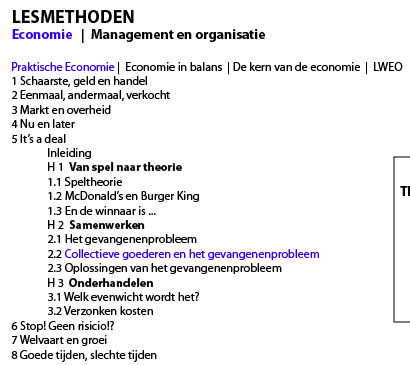 LESMETHODEN
Economie | Management en organisatie
Praktische Economie | Economie in balans | De kern van de economie | LWEO
1 Schaarste, geld en handel
2 Eenmaal, andermaal, verkocht
3 Markt en overheid
4 Nu en later
5 It's a deal
Inleiding
H 1 Van spel naar theorie
1.1 Speltheorie
1.2 McDonald's en Burger King
1.3 En de winnaar is ...
H 2 Samenwerken
2.1 Het gevangenenprobleem
2.2 Collectieve goederen en het gevangenenprobleem
2.3 Oplossingen van het gevangenenprobleem
H 3 Onderhandelen
3.1 Welk evenwicht wordt het?
3.2 Verzonken kosten
6 Stop! Geen risicio!?
7 Welvaart en groei
8 Goede tijden, slechte tijden